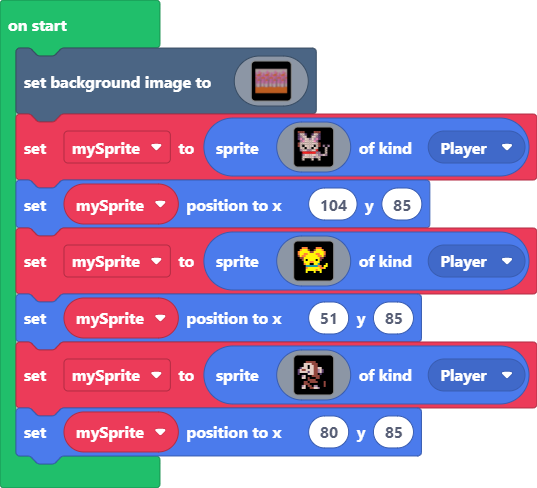 on start
set background image to
set mySprite to sprite of kind Player
set mySprite position to x 104 y 85
set mySprite to sprite of kind Player
set mySprite position to x 51 y 85
set mySprite to sprite of kind Player
set mySprite position to x 80 y 85